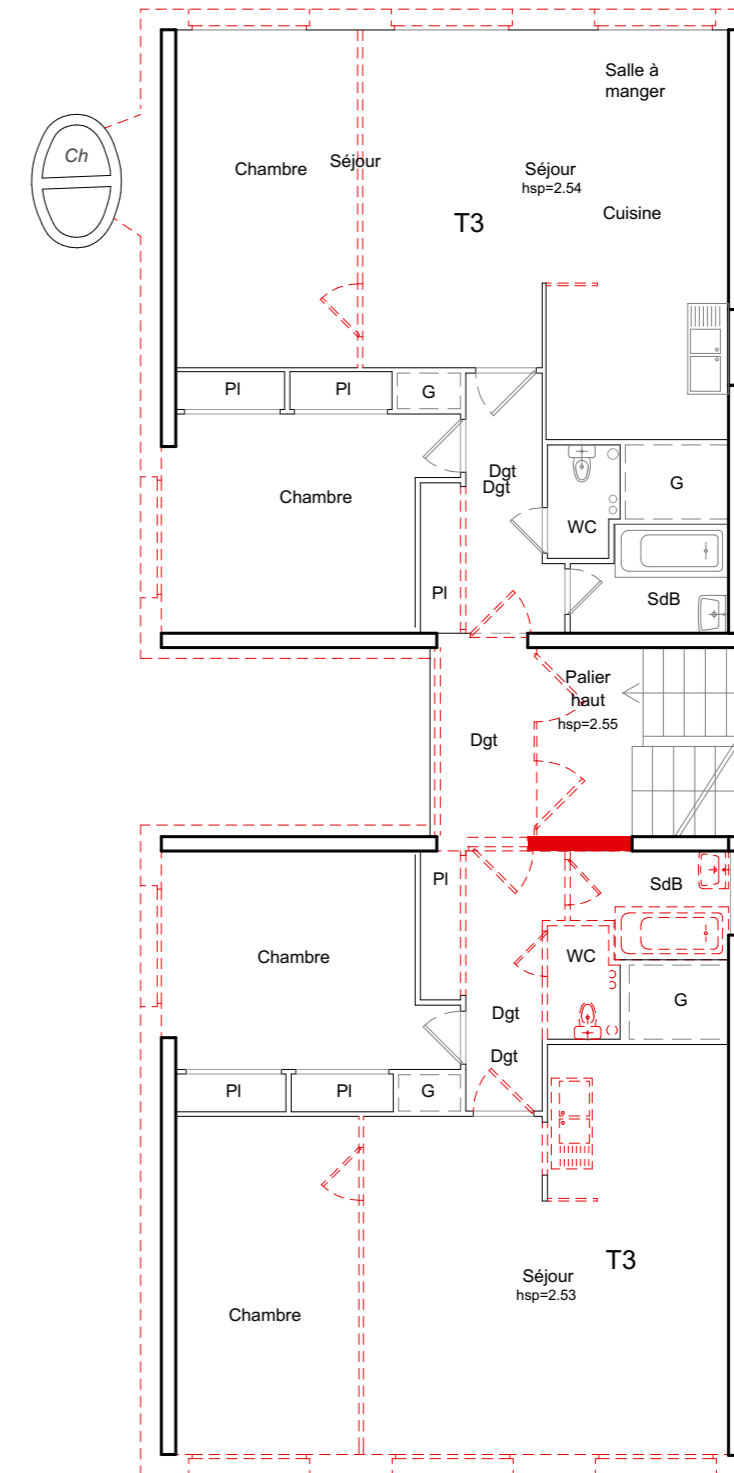 Salle à
manger
Ch
Chambre
Séjour
Séjour
hsp=2.54
Cuisine
T3
Pl
Pl
G
Chambre
Dgt
Dgt
G
WC
Pl
SdB
Palier
haut
hsp=2.55
Dgt
Pl
SdB
Chambre
WC
G
Dgt
Dgt
Pl
Pl
G
T3
Séjour
hsp=2.53
Chambre